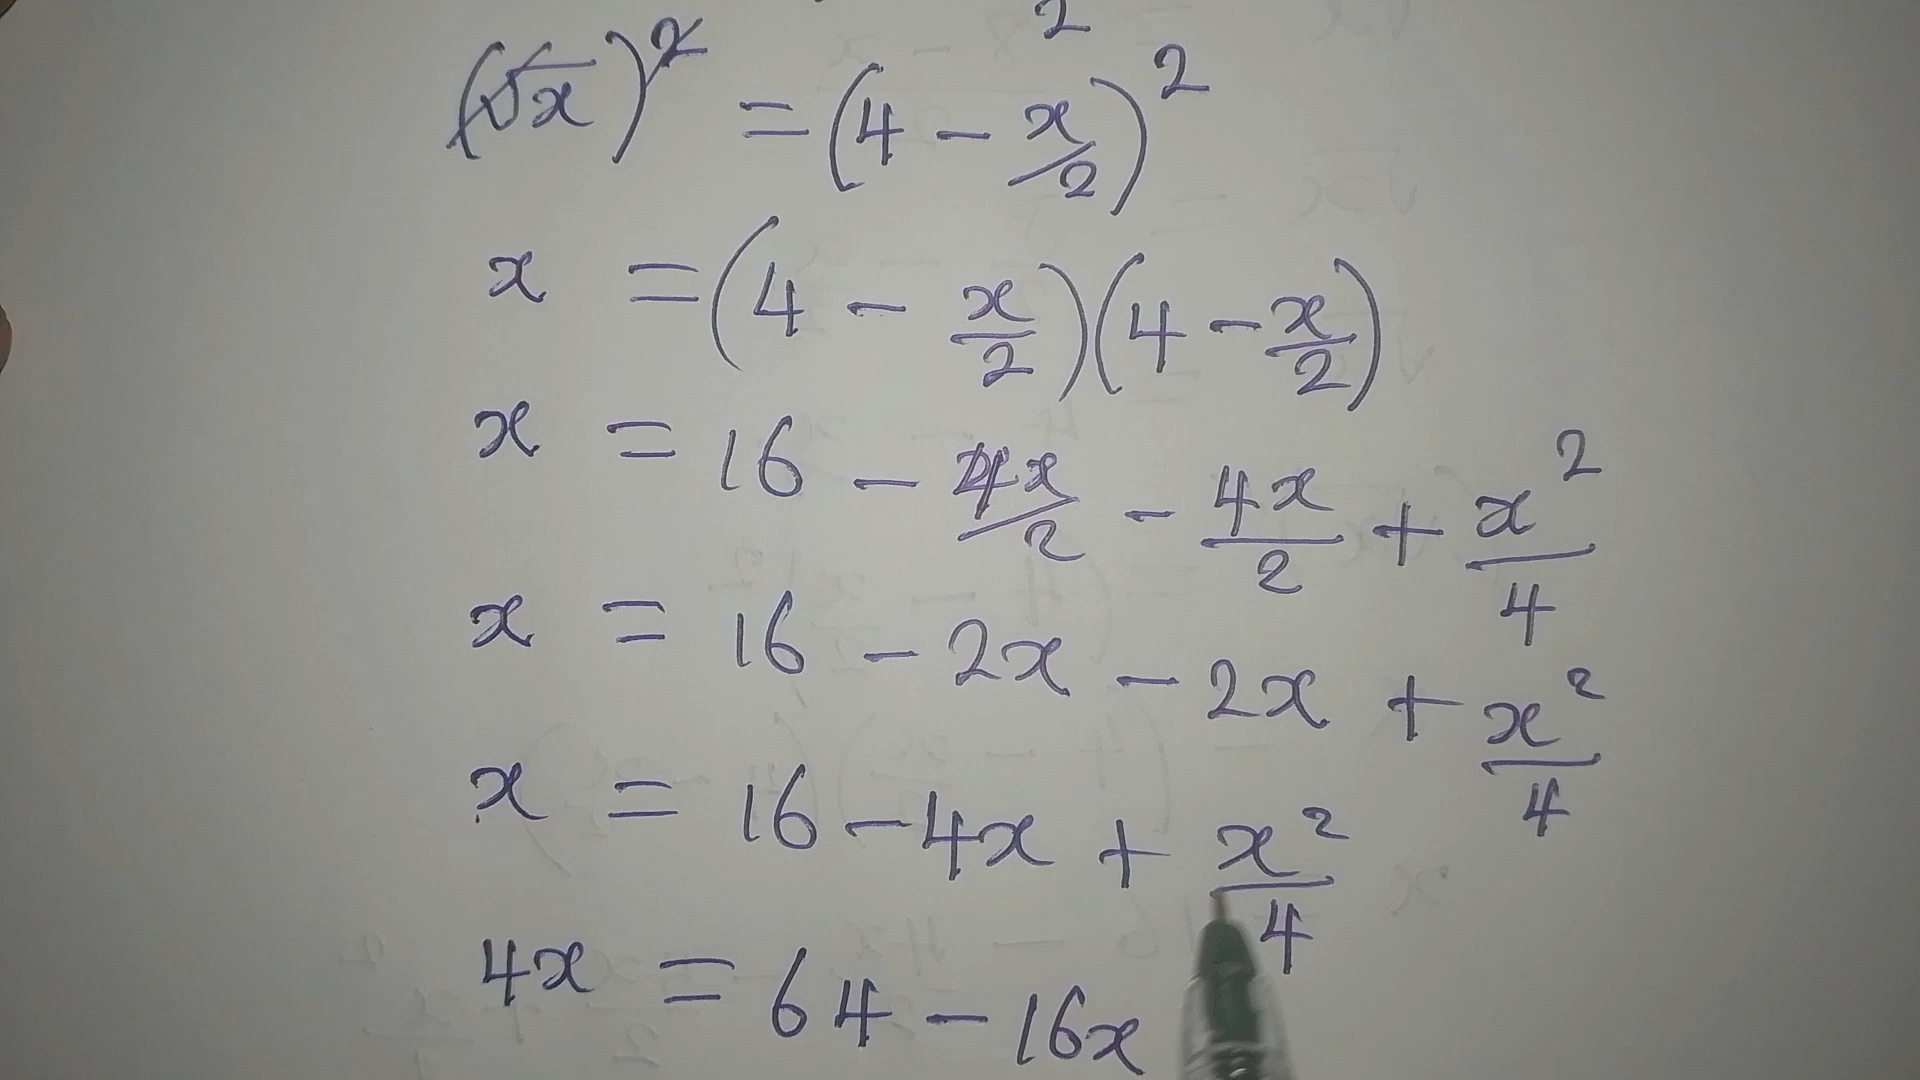 (√x)² = (4 - x/2)²
x = (4 - x/2)(4 - x/2)
x = 16 - 4x/2 - 4x/2 + x²/4
x = 16 - 2x - 2x + x²/4
x = 16 - 4x + x²/4
4x = 64 - 16x